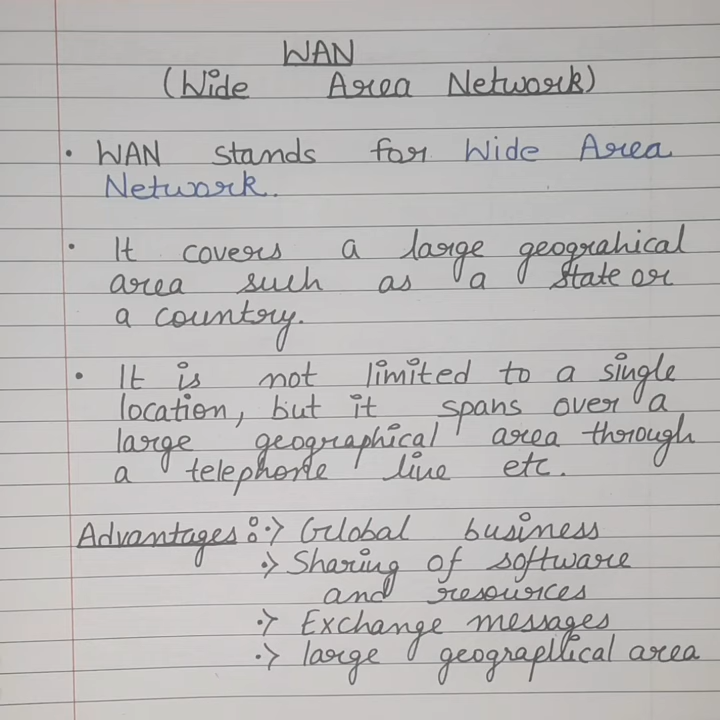 WAN
(Wide Area Network)
• WAN stands for Wide Area
Network.
• It covers a large geograhical
area such as a state or
a country.
• It is not limited to a single
location, but it spans over a
large geographical area through
a telephone line etc.
Advantages :•> Global business
•> Sharing of software
and resources
•> Exchange messages
•> large geographical area